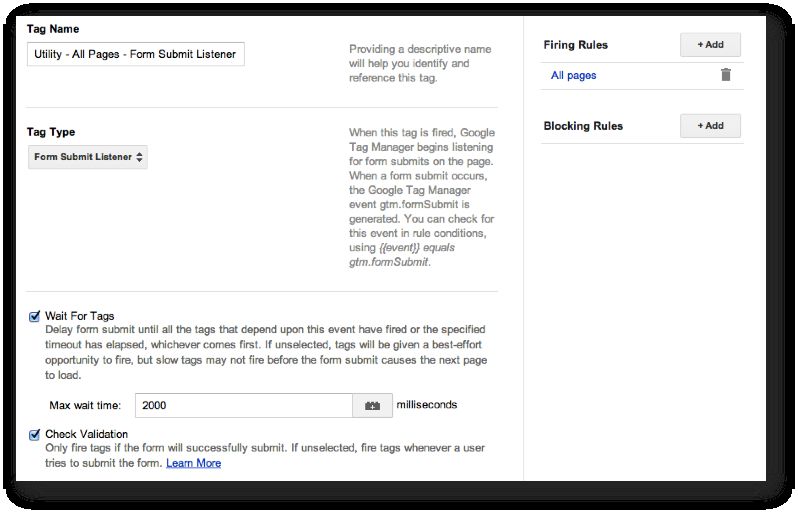 Tag Name
Utility - All Pages - Form Submit Listener
Providing a descriptive name
will help you identify and
reference this tag.
Tag Type
Form Submit Listener
When this tag is fired, Google
Tag Manager begins listening
for form submits on the page.
When a form submit occurs,
the Google Tag Manager
event gtm.formSubmit is
generated. You can check for
this event in rule conditions,
using {{event}} equals
gtm.formSubmit.
Wait For Tags
Delay form submit until all the tags that depend upon this event have fired or the specified
timeout has elapsed, whichever comes first. If unselected, tags will be given a best-effort
opportunity to fire, but slow tags may not fire before the form submit causes the next page
to load.
Max wait time: 2000 milliseconds
Check Validation
Only fire tags if the form will successfully submit. If unselected, fire tags whenever a user
tries to submit the form. Learn More
Firing Rules + Add
All pages
Blocking Rules + Add